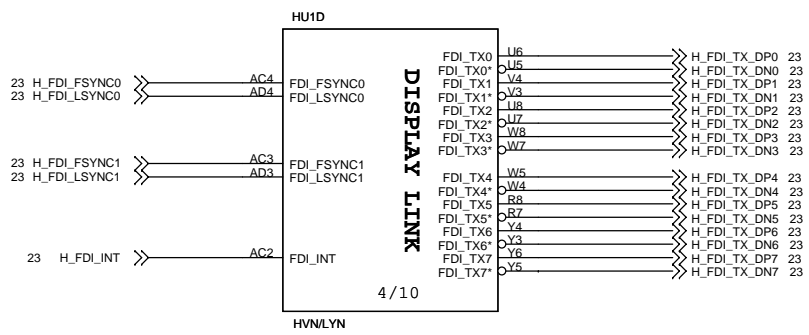 HU1D
U6
FDI_TX0 H_FDI_TX_DP0 23
U5
FDI_TX0* H_FDI_TX_DN0 23
V4
FDI_TX1 H_FDI_TX_DP1 23
V3
FDI_TX1* H_FDI_TX_DN1 23
U8
FDI_TX2 H_FDI_TX_DP2 23
U7
FDI_TX2* H_FDI_TX_DN2 23
W8
FDI_TX3 H_FDI_TX_DP3 23
W7
FDI_TX3* H_FDI_TX_DN3 23
23 H_FDI_FSYNC0 AC4 FDI_FSYNC0
23 H_FDI_LSYNC0 AD4 FDI_LSYNC0
23 H_FDI_FSYNC1 AC3 FDI_FSYNC1
23 H_FDI_LSYNC1 AD3 FDI_LSYNC1
23 H_FDI_INT AC2 FDI_INT
DISPLAY LINK
W5
FDI_TX4 H_FDI_TX_DP4 23
W4
FDI_TX4* H_FDI_TX_DN4 23
R8
FDI_TX5 H_FDI_TX_DP5 23
R7
FDI_TX5* H_FDI_TX_DN5 23
Y4
FDI_TX6 H_FDI_TX_DP6 23
Y3
FDI_TX6* H_FDI_TX_DN6 23
Y6
FDI_TX7 H_FDI_TX_DP7 23
Y5
FDI_TX7* H_FDI_TX_DN7 23
4/10
HVN/LYN